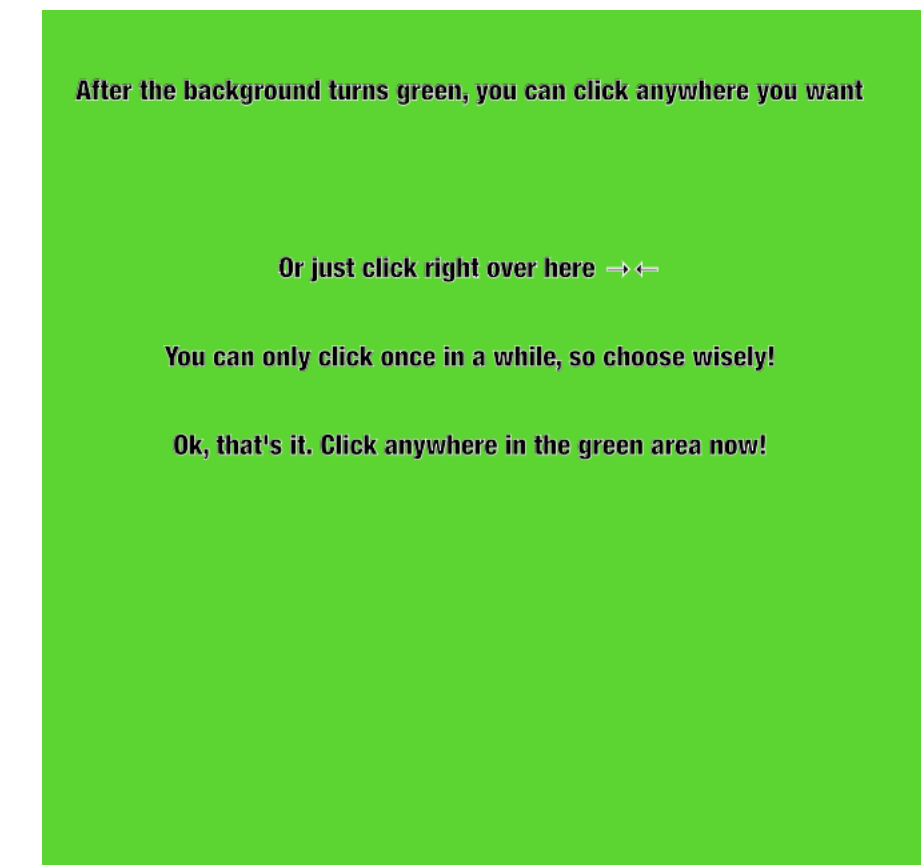 After the background turns green, you can click anywhere you want
Or just click right over here →←
You can only click once in a while, so choose wisely!
Ok, that's it. Click anywhere in the green area now!